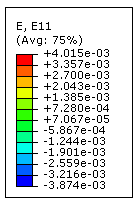 E, E11
(Avg: 75%)
+4.015e-03
+3.357e-03
+2.700e-03
+2.043e-03
+1.385e-03
+7.280e-04
+7.067e-05
-5.867e-04
-1.244e-03
-1.901e-03
-2.559e-03
-3.216e-03
-3.874e-03